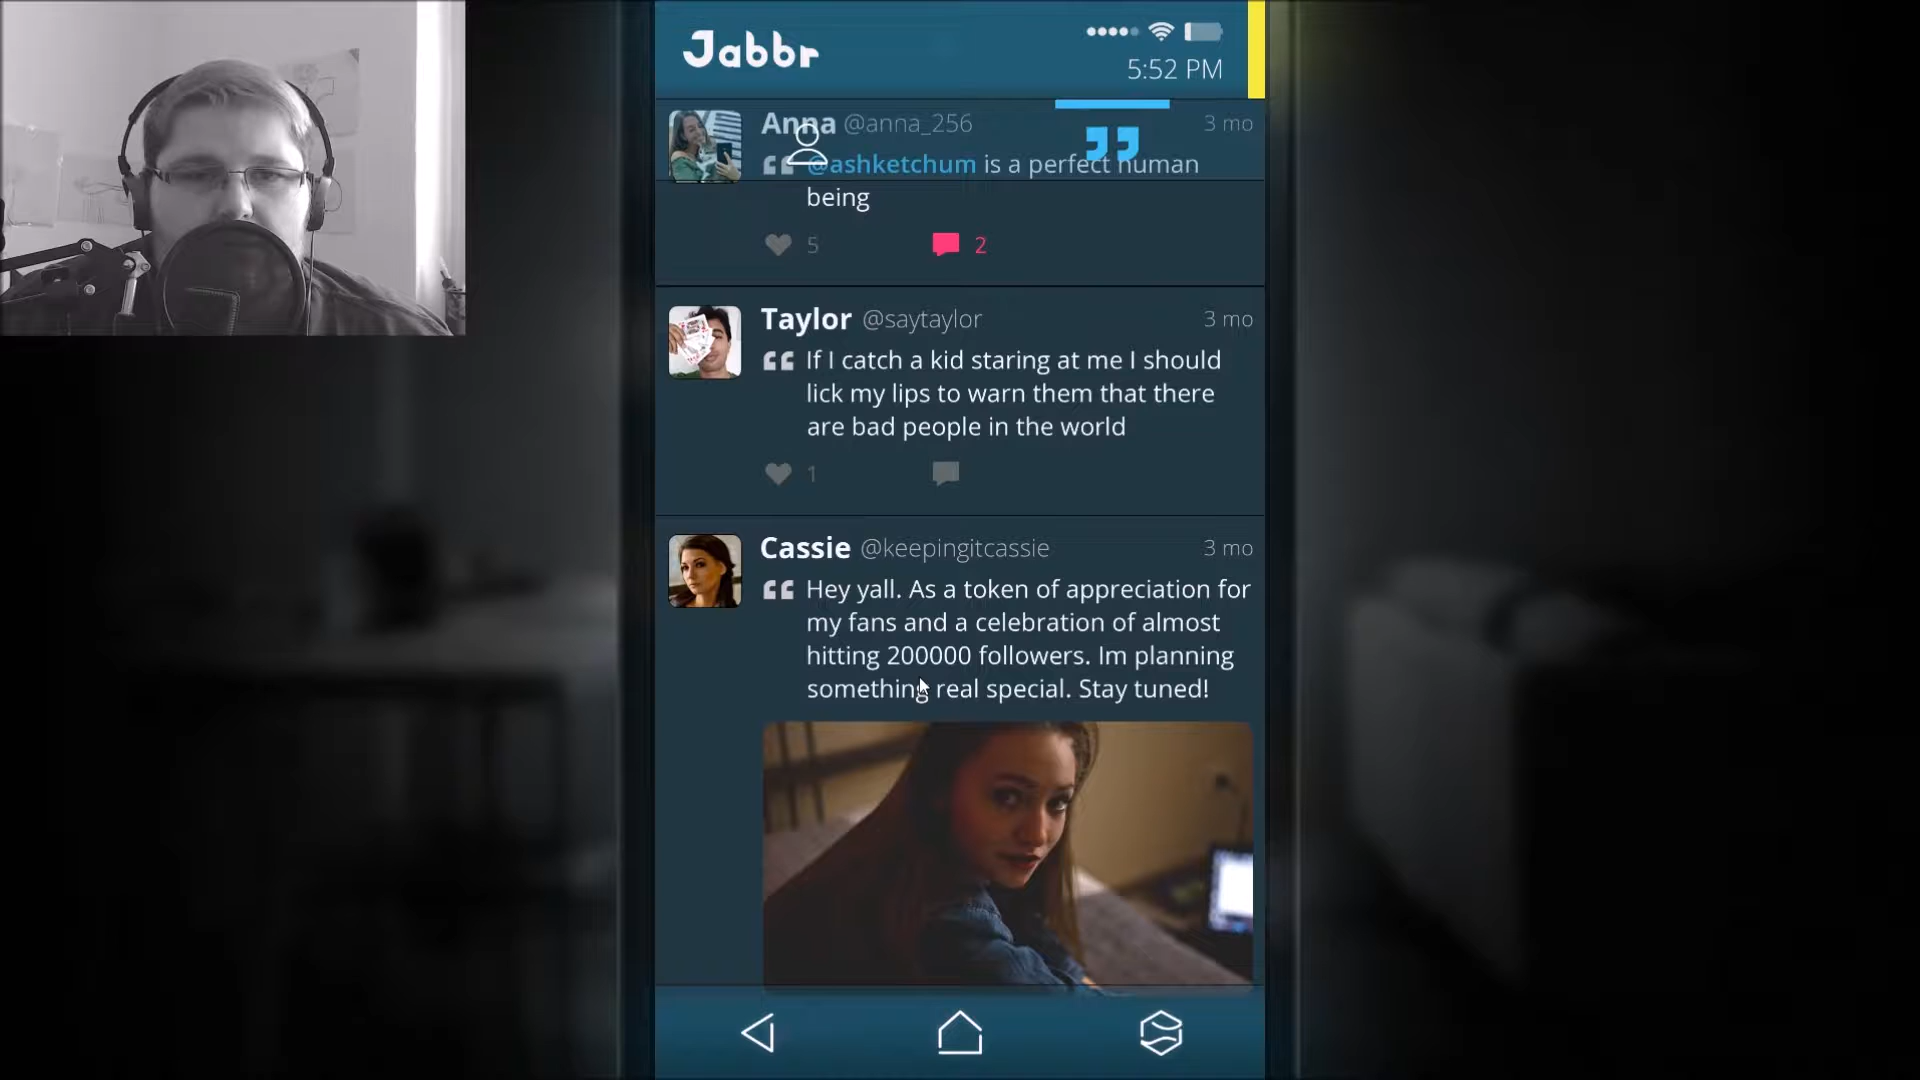 Jabbr
5:52 PM
Anna @anna_256 3 mo
@ashketchum is a perfect human
being
5 2
Taylor @saytaylor 3 mo
If I catch a kid staring at me I should
lick my lips to warn them that there
are bad people in the world
1
Cassie @keepingitcassie 3 mo
Hey yall. As a token of appreciation for
my fans and a celebration of almost
hitting 200000 followers. Im planning
something real special. Stay tuned!